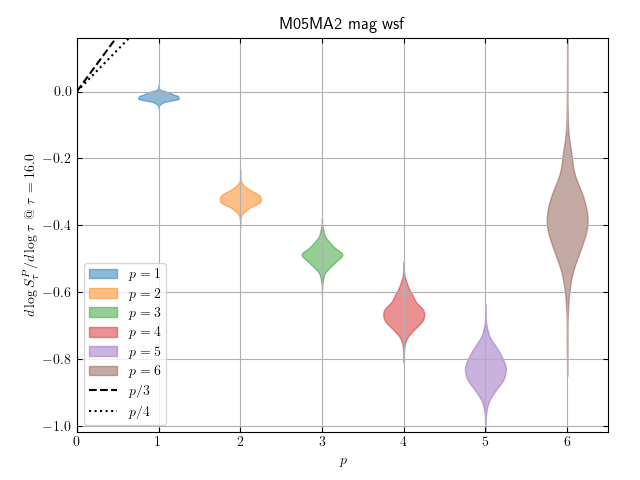 M05MA2 mag wsf
d log S_τ^P / d log τ @ τ = 16.0
0.0
−0.2
−0.4
−0.6
−0.8
−1.0
p = 1
p = 2
p = 3
p = 4
p = 5
p = 6
p/3
p/4
0 1 2 3 4 5 6
p